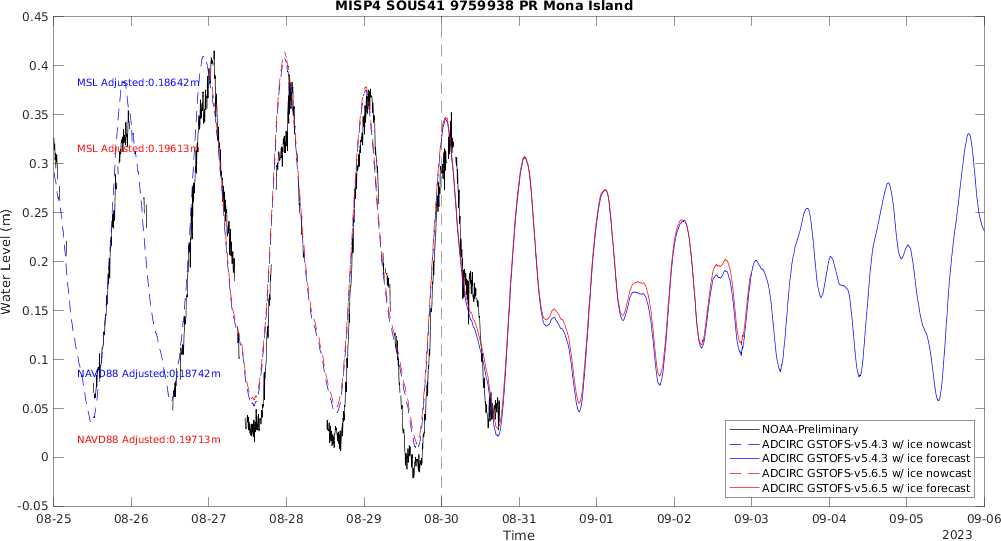 MISP4 SOUS41 9759938 PR Mona Island
0.45
0.4
0.35
0.3
0.25
0.2
0.15
0.1
0.05
0
-0.05
Water Level (m)
MSL Adjusted:0.18642m
MSL Adjusted:0.19613m
NAVD88 Adjusted:0.18742m
NAVD88 Adjusted:0.19713m
NOAA-Preliminary
ADCIRC GSTOFS-v5.4.3 w/ ice nowcast
ADCIRC GSTOFS-v5.4.3 w/ ice forecast
ADCIRC GSTOFS-v5.6.5 w/ ice nowcast
ADCIRC GSTOFS-v5.6.5 w/ ice forecast
08-25 08-26 08-27 08-28 08-29 08-30 08-31 09-01 09-02 09-03 09-04 09-05 09-06
Time
2023